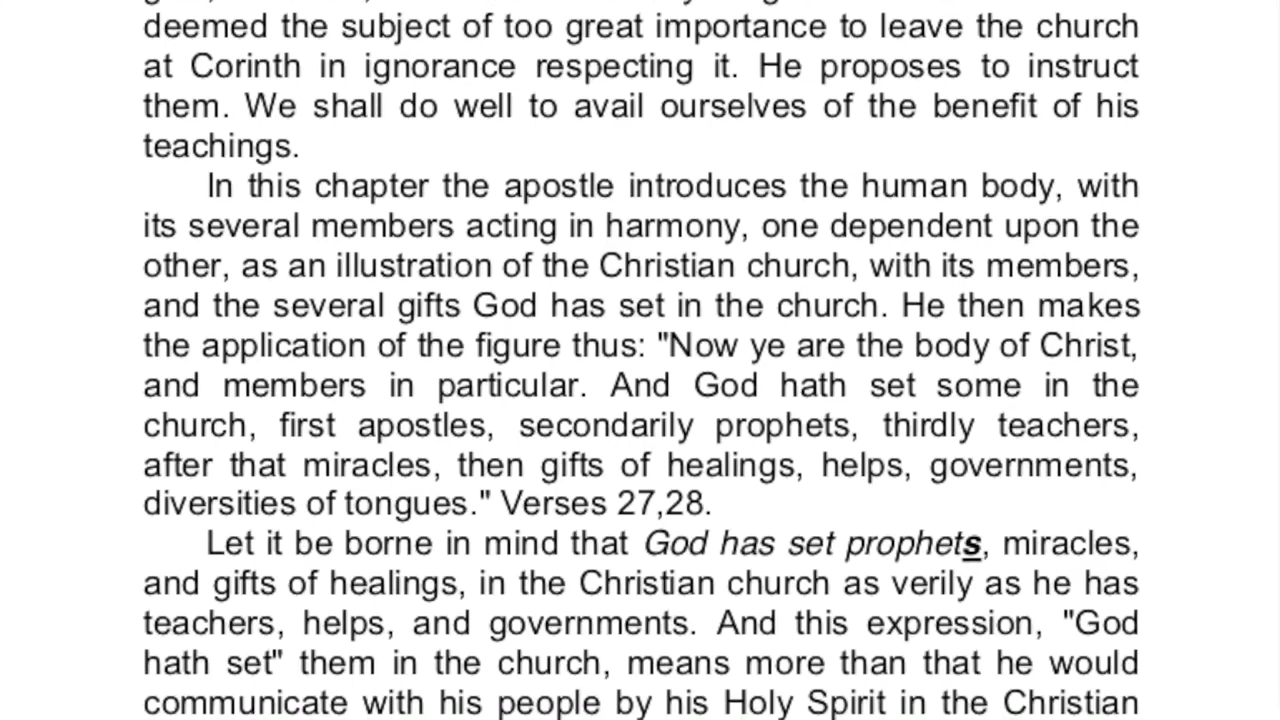 deemed the subject of too great importance to leave the church
at Corinth in ignorance respecting it. He proposes to instruct
them. We shall do well to avail ourselves of the benefit of his
teachings.
In this chapter the apostle introduces the human body, with
its several members acting in harmony, one dependent upon the
other, as an illustration of the Christian church, with its members,
and the several gifts God has set in the church. He then makes
the application of the figure thus: "Now ye are the body of Christ,
and members in particular. And God hath set some in the
church, first apostles, secondarily prophets, thirdly teachers,
after that miracles, then gifts of healings, helps, governments,
diversities of tongues." Verses 27,28.
Let it be borne in mind that God has set prophets, miracles,
and gifts of healings, in the Christian church as verily as he has
teachers, helps, and governments. And this expression, "God
hath set" them in the church, means more than that he would
communicate with his people by his Holy Spirit in the Christian